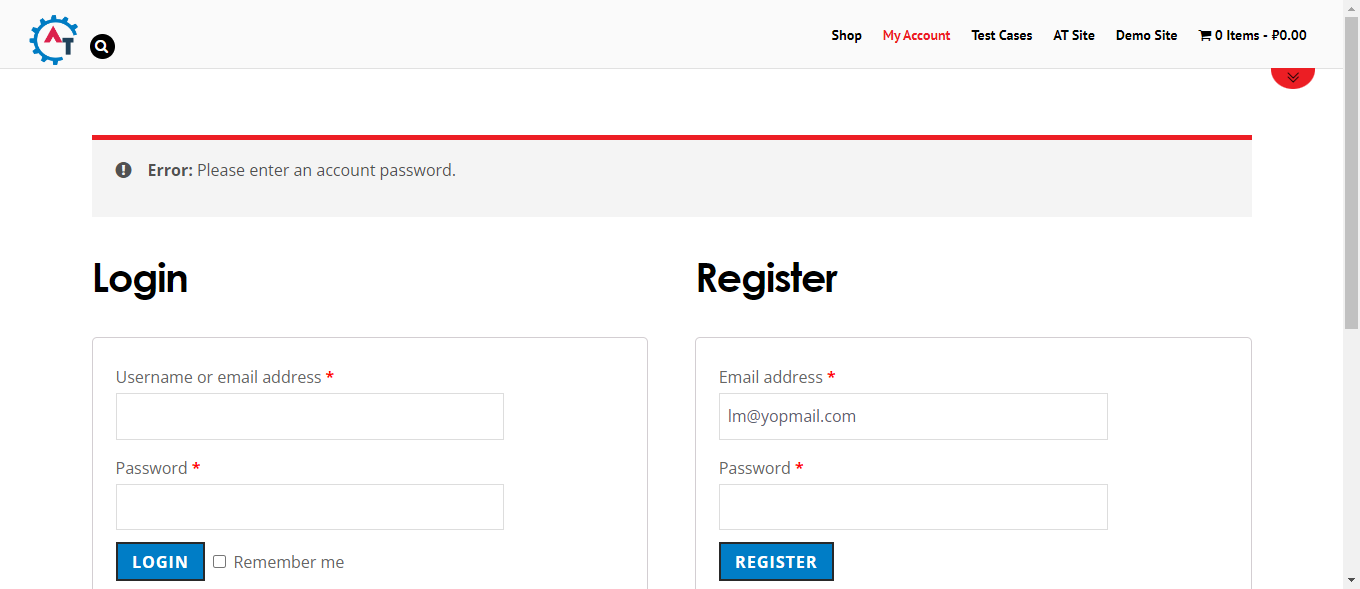 AT
Shop My Account Test Cases AT Site Demo Site 0 Items - ₽0.00
Error: Please enter an account password.
Login
Register
Username or email address *
Password *
LOGIN Remember me
Email address *
lm@yopmail.com
Password *
REGISTER